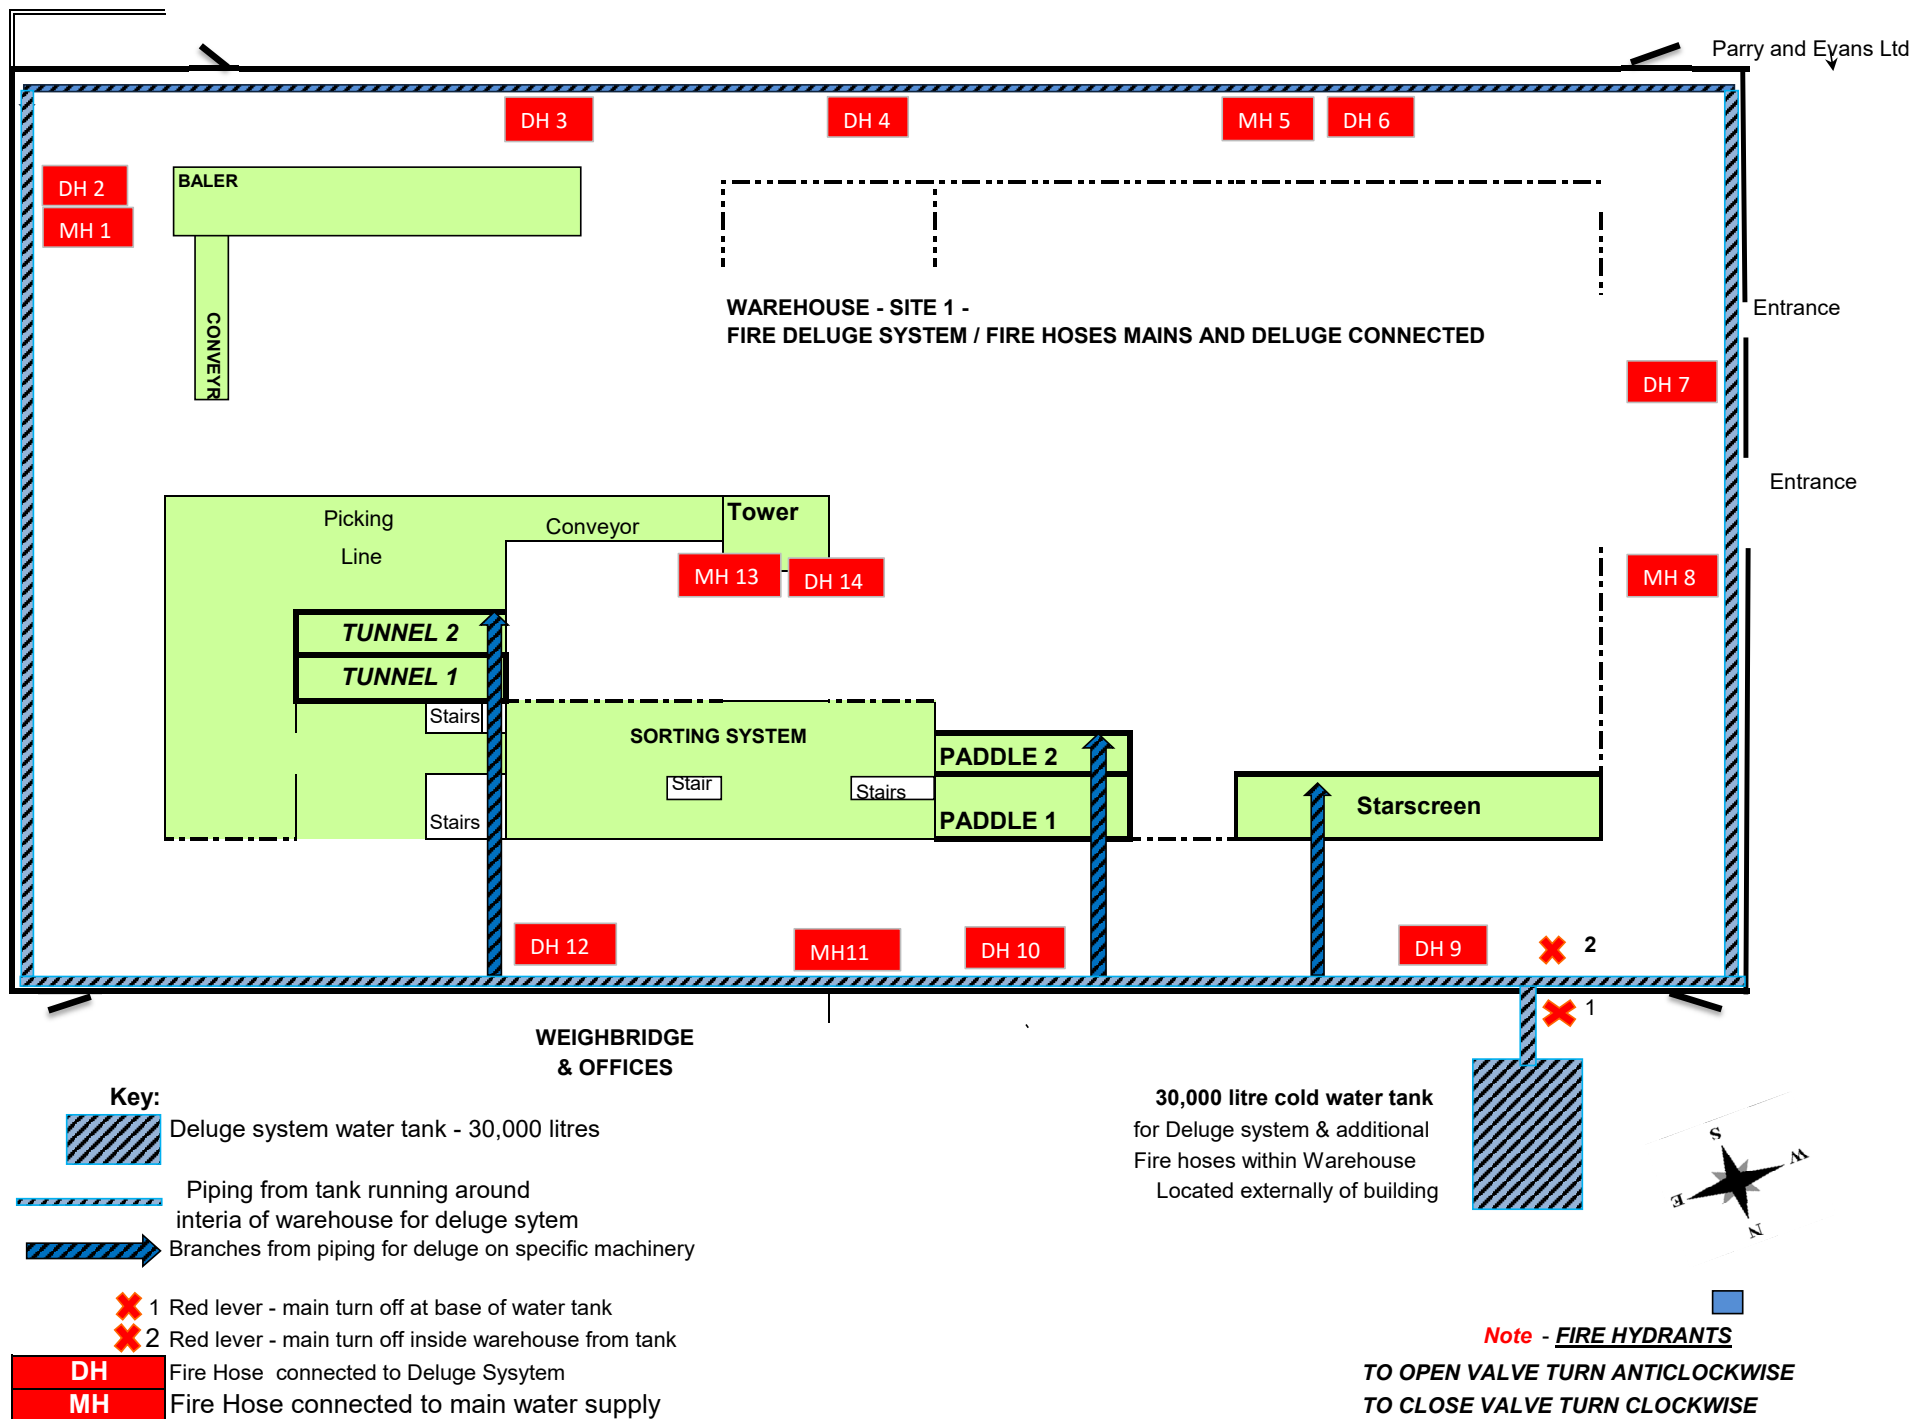 Parry and Evans Ltd
DH 3
DH 4
MH 5
DH 6
DH 2
MH 1
BALER
CONVEYR
WAREHOUSE - SITE 1 -
FIRE DELUGE SYSTEM / FIRE HOSES MAINS AND DELUGE CONNECTED
Entrance
DH 7
Entrance
Picking
Line
Conveyor
Tower
MH 13
DH 14
MH 8
TUNNEL 2
TUNNEL 1
Stairs
SORTING SYSTEM
PADDLE 2
Stair
Stairs
Stairs
PADDLE 1
Starscreen
DH 12
MH11
DH 10
DH 9
2
1
WEIGHBRIDGE
& OFFICES
Key:
Deluge system water tank - 30,000 litres
Piping from tank running around
interia of warehouse for deluge sytem
Branches from piping for deluge on specific machinery
1 Red lever - main turn off at base of water tank
2 Red lever - main turn off inside warehouse from tank
DH Fire Hose connected to Deluge Sysytem
MH Fire Hose connected to main water supply
30,000 litre cold water tank
for Deluge system & additional
Fire hoses within Warehouse
Located externally of building
S
W
E
N
Note - FIRE HYDRANTS
TO OPEN VALVE TURN ANTICLOCKWISE
TO CLOSE VALVE TURN CLOCKWISE